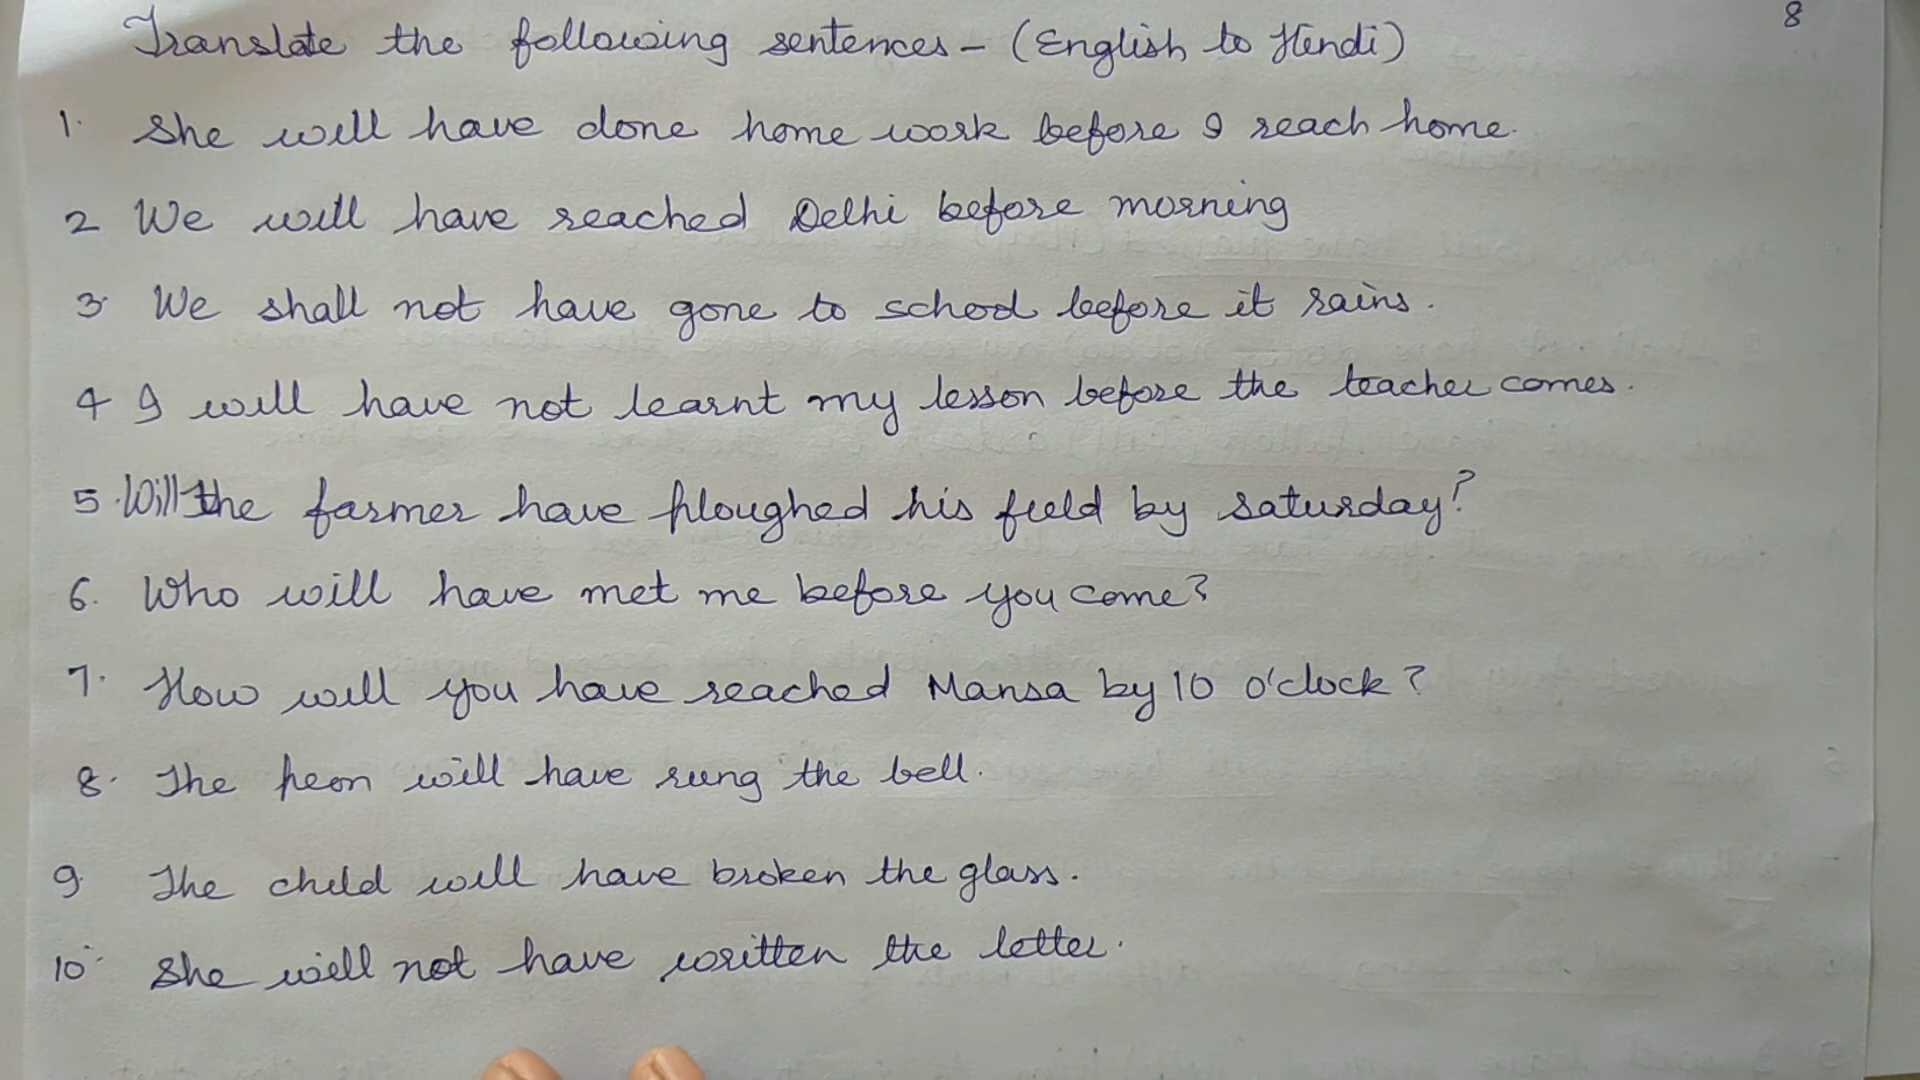 8
Translate the following sentences - (English to Hindi)
1. She will have done home work before I reach home.
2 We will have reached Delhi before morning
3. We shall not have gone to school before it rains.
4 I will have not learnt my lesson before the teacher comes.
5. Will the farmer have ploughed his field by saturday?
6. Who will have met me before you come?
7. How will you have reached Mansa by 10 o'clock?
8. The peon will have rung the bell.
9. The child will have broken the glass.
10. She will not have written the letter.